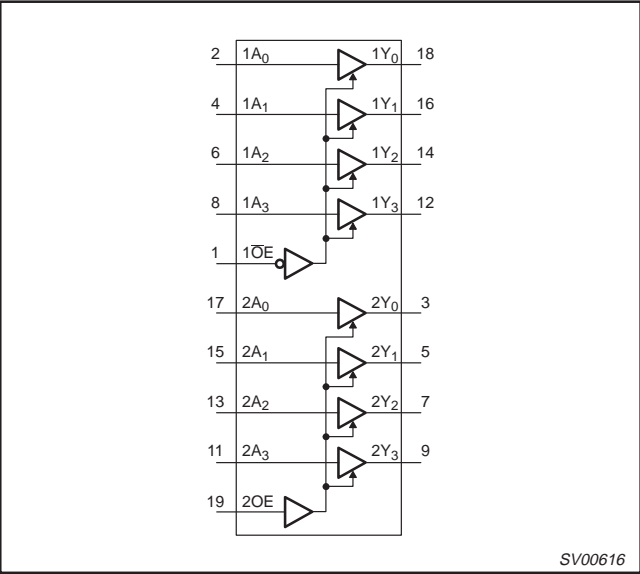 2 1A0 1Y0 18
4 1A1 1Y1 16
6 1A2 1Y2 14
8 1A3 1Y3 12
1 1O̅E
17 2A0 2Y0 3
15 2A1 2Y1 5
13 2A2 2Y2 7
11 2A3 2Y3 9
19 2OE
SV00616